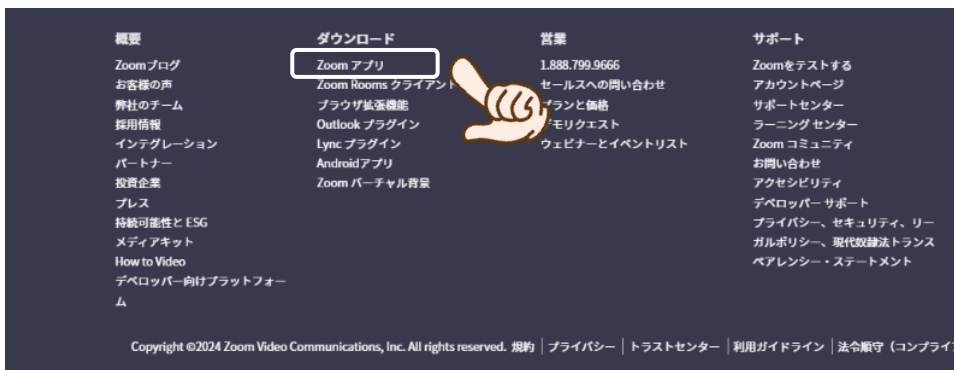 概要
Zoomブログ
お客様の声
弊社のチーム
採用情報
インテグレーション
パートナー
投資企業
プレス
持続可能性と ESG
メディアキット
How to Video
デベロッパー向けプラットフォー
ム
ダウンロード
Zoom アプリ
Zoom Rooms クライアント
ブラウザ拡張機能
Outlook プラグイン
Lync プラグイン
Androidアプリ
Zoom バーチャル背景
営業
1.888.799.9666
セールスへの問い合わせ
プランと価格
デモリクエスト
ウェビナーとイベントリスト
サポート
Zoomをテストする
アカウントページ
サポートセンター
ラーニング センター
Zoom コミュニティ
お問い合わせ
アクセシビリティ
デベロッパー サポート
プライバシー、セキュリティ、リー
ガルポリシー、現代奴隷法トランス
ペアレンシー・ステートメント
Copyright ©2024 Zoom Video Communications, Inc. All rights reserved. 規約 | プライバシー | トラストセンター | 利用ガイドライン | 法令順守（コンプライ